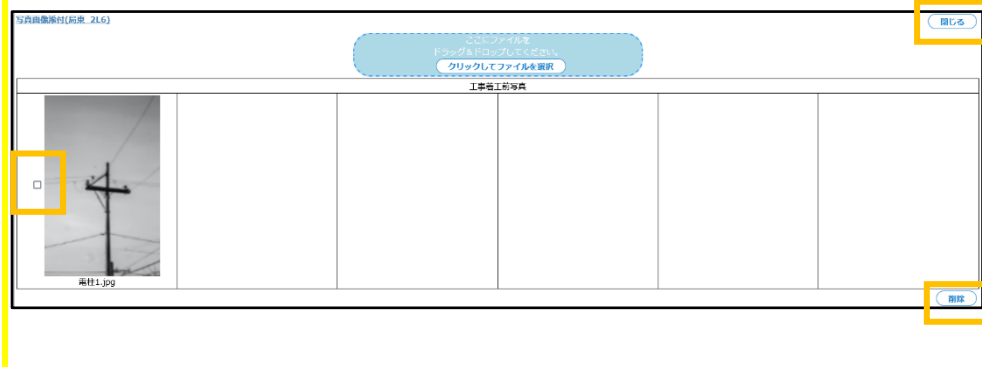 写真画像添付(局東 2L6)
閉じる
ここにファイルを
ドラッグ&ドロップしてください。
クリックしてファイルを選択
工事着工前写真
電柱1.jpg
削除